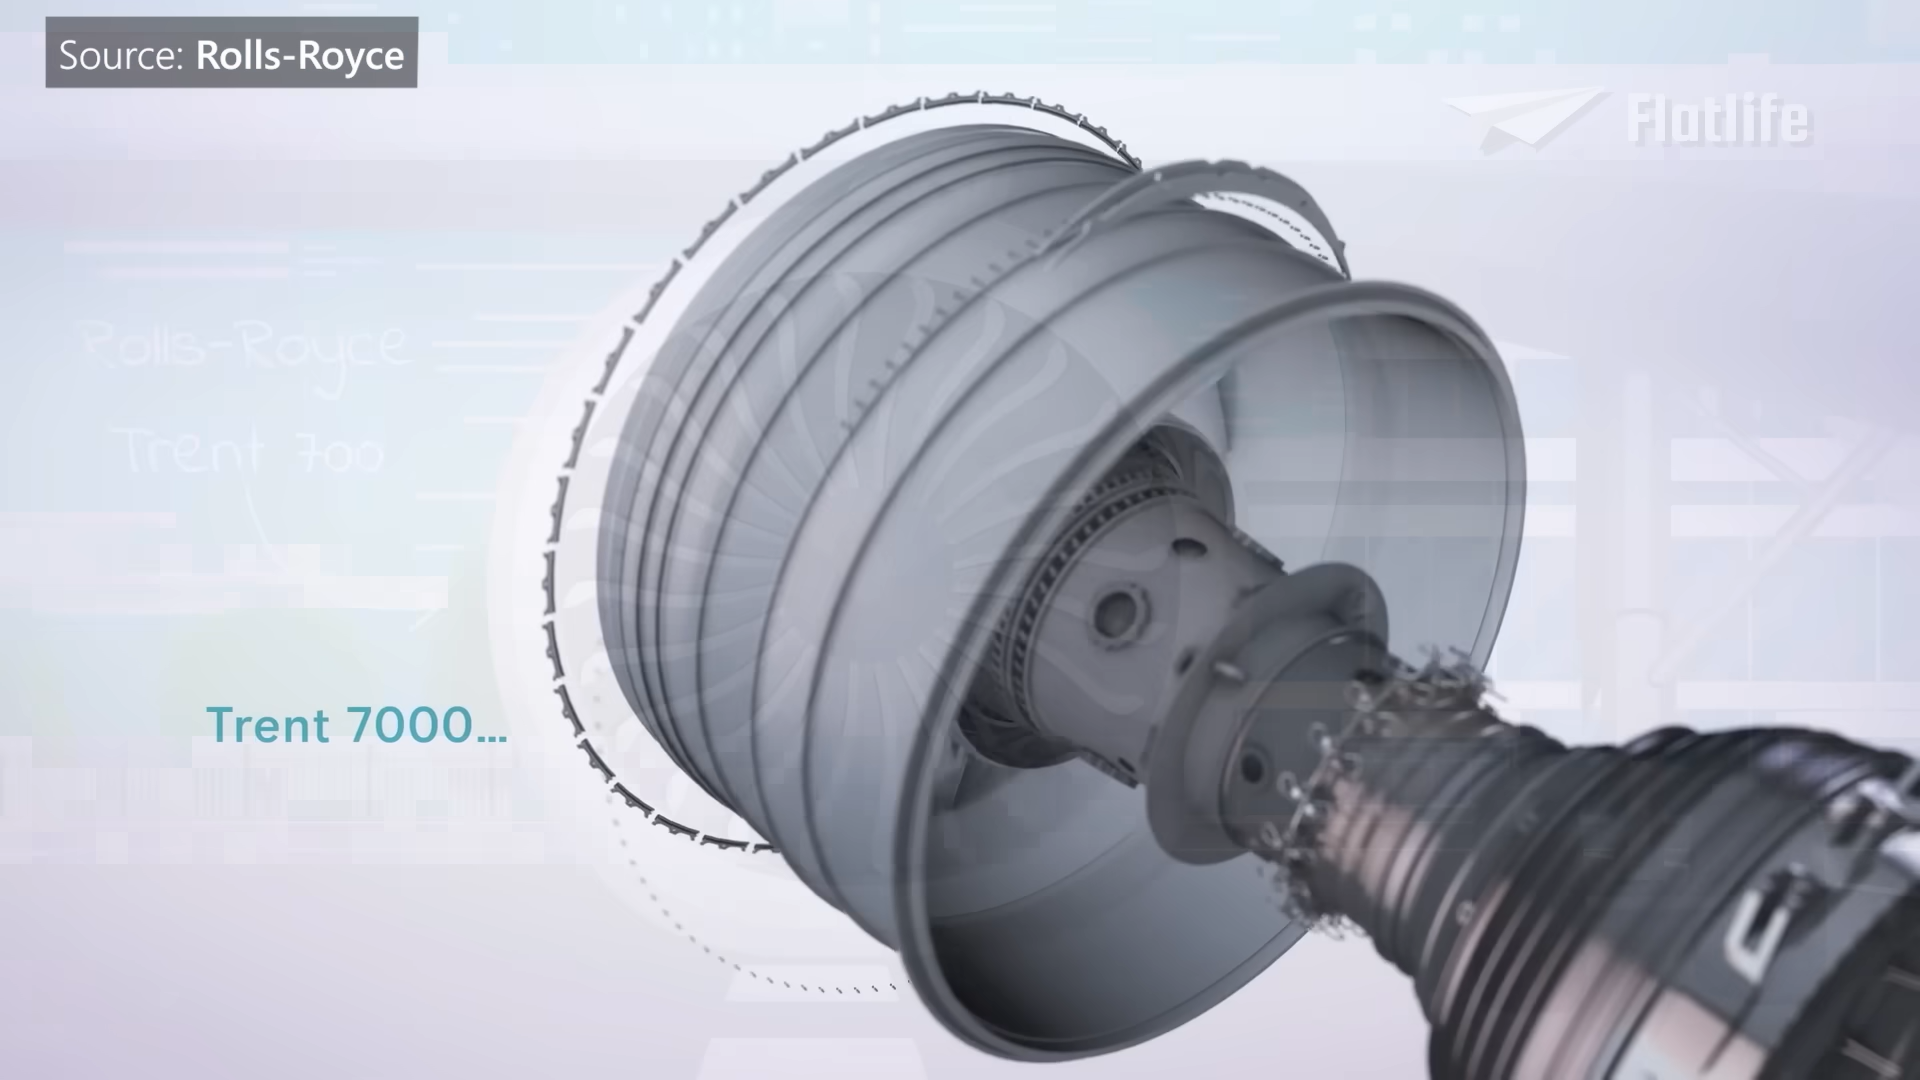 Source: Rolls-Royce
Flatlife
Rolls-Royce
Trent 700
Trent 7000...